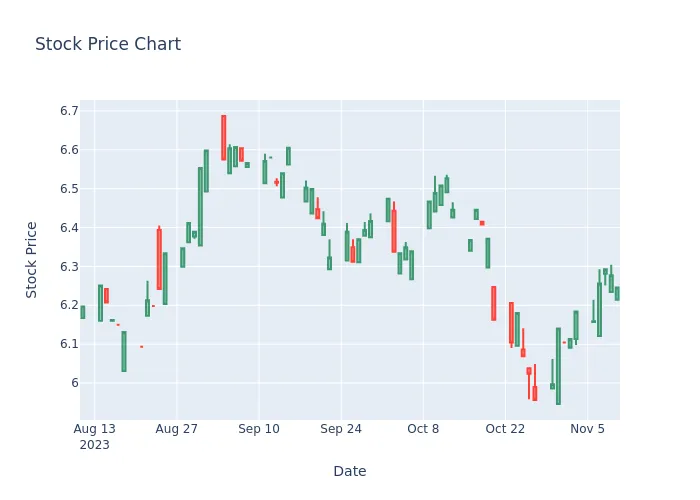 Stock Price Chart
6.7
6.6
6.5
6.4
6.3
6.2
6.1
6
Stock Price
Aug 13 Aug 27 Sep 10 Sep 24 Oct 8 Oct 22 Nov 5
2023
Date